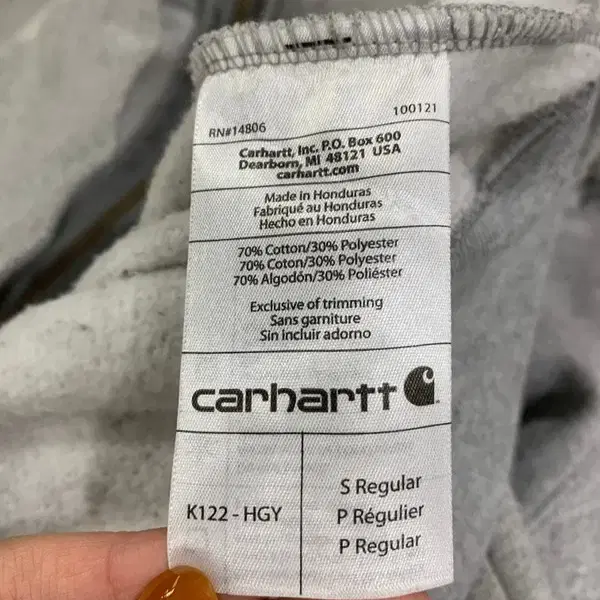 RN#14806
100121
Carhartt, Inc. P.O. Box 600
Dearborn, MI 48121 USA
carhartt.com
Made in Honduras
Fabriqué au Honduras
Hecho en Honduras
70% Cotton/30% Polyester
70% Coton/30% Polyester
70% Algodón/30% Poliéster
Exclusive of trimming
Sans garniture
Sin incluir adorno
carhartt
K122 - HGY
S Regular
P Régulier
P Regular